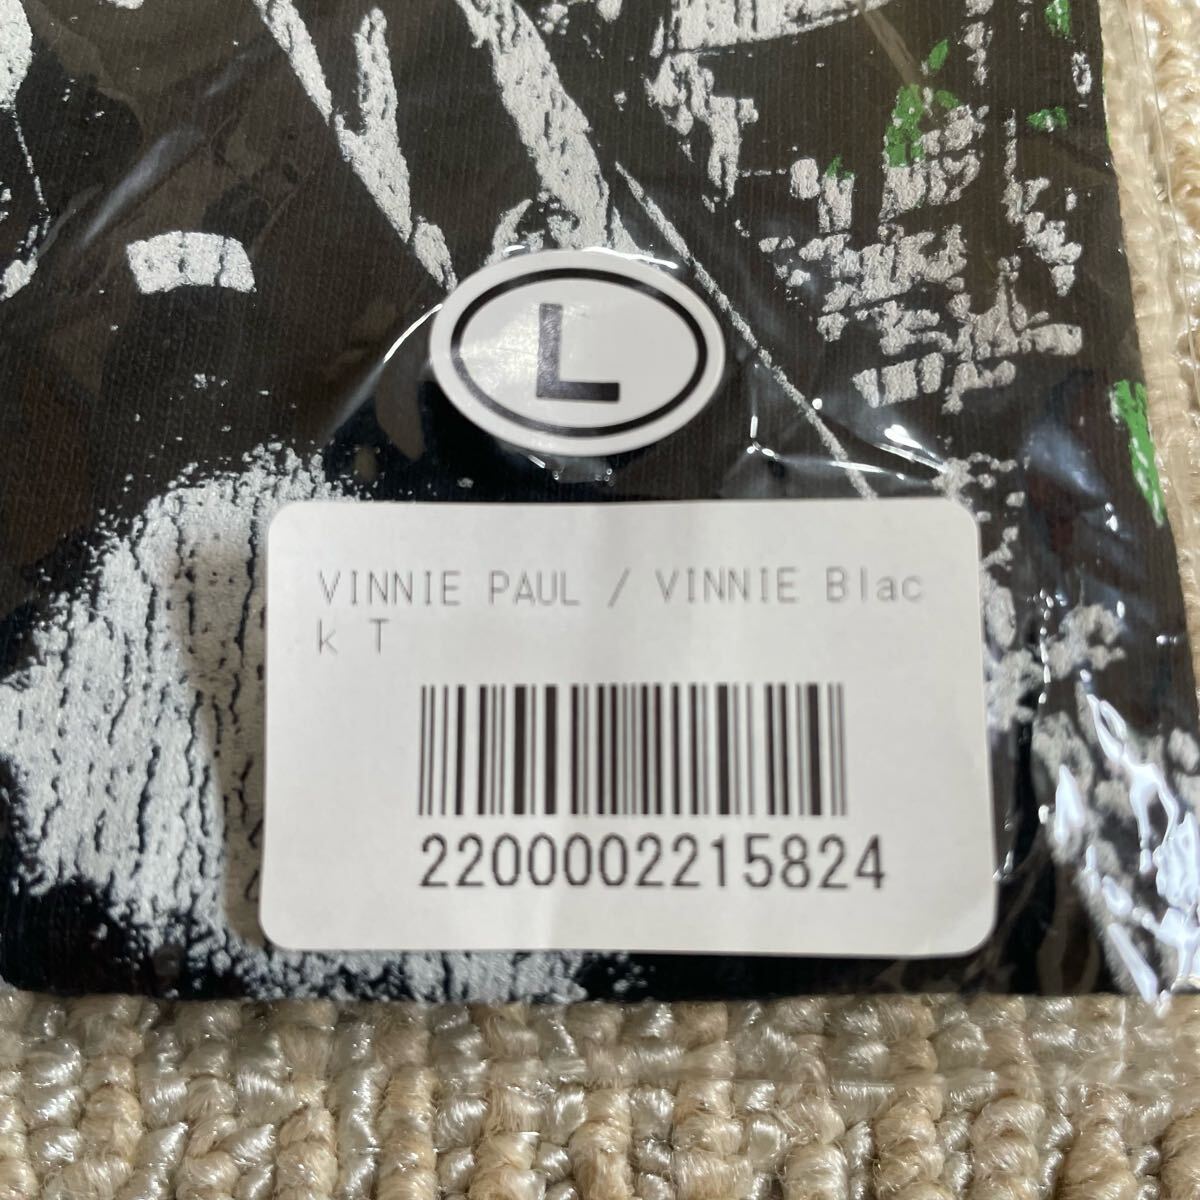 L
VINNIE PAUL / VINNIE Blac
k T
2200002215824